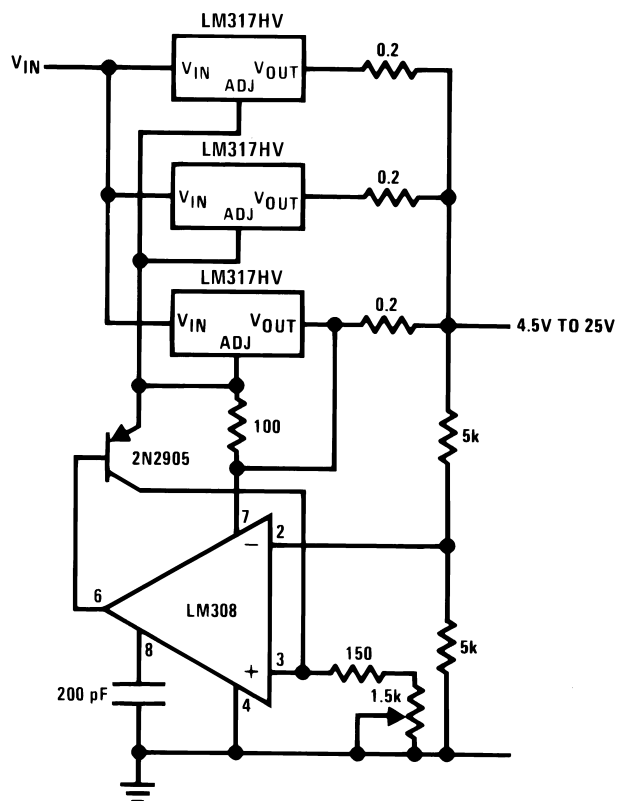 LM317HV
VIN
VIN
VOUT
ADJ
0.2
LM317HV
VIN
VOUT
ADJ
0.2
LM317HV
VIN
VOUT
ADJ
0.2
4.5V TO 25V
100
5k
2N2905
7
2
6
LM308
−
+
8
3
4
150
1.5k
5k
200 pF